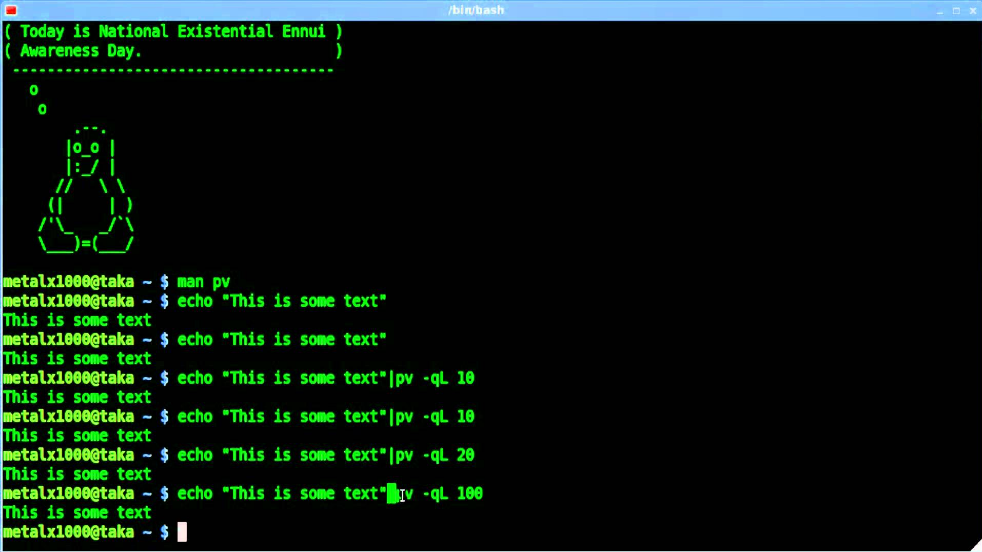 /bin/bash
( Today is National Existential Ennui )
( Awareness Day.                      )
 -------------------------------------
   o
    o
        .--.
       |o_o |
       |:_/ |
      //   \ \
     (|     | )
    /'\_   _/`\
    \___)=(___/
metalx1000@taka ~ $ man pv
metalx1000@taka ~ $ echo "This is some text"
This is some text
metalx1000@taka ~ $ echo "This is some text"
This is some text
metalx1000@taka ~ $ echo "This is some text"|pv -qL 10
This is some text
metalx1000@taka ~ $ echo "This is some text"|pv -qL 10
This is some text
metalx1000@taka ~ $ echo "This is some text"|pv -qL 20
This is some text
metalx1000@taka ~ $ echo "This is some text" pv -qL 100
This is some text
metalx1000@taka ~ $